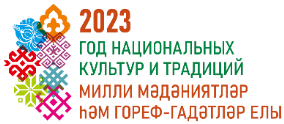 2023
ГОД НАЦИОНАЛЬНЫХ
КУЛЬТУР И ТРАДИЦИЙ
МИЛЛИ МӘДӘНИЯТЛӘР
ҺӘМ ГОРЕФ-ГАДӘТЛӘР ЕЛЫ